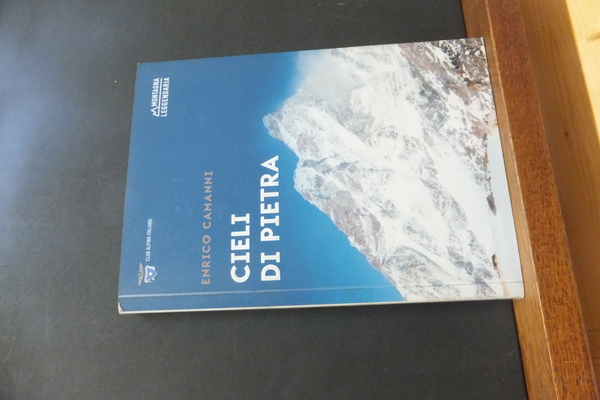 MONTAGNA
LEGGENDARIA
ENRICO CAMANNI
CIELI
DI PIETRA
CLUB ALPINO ITALIANO